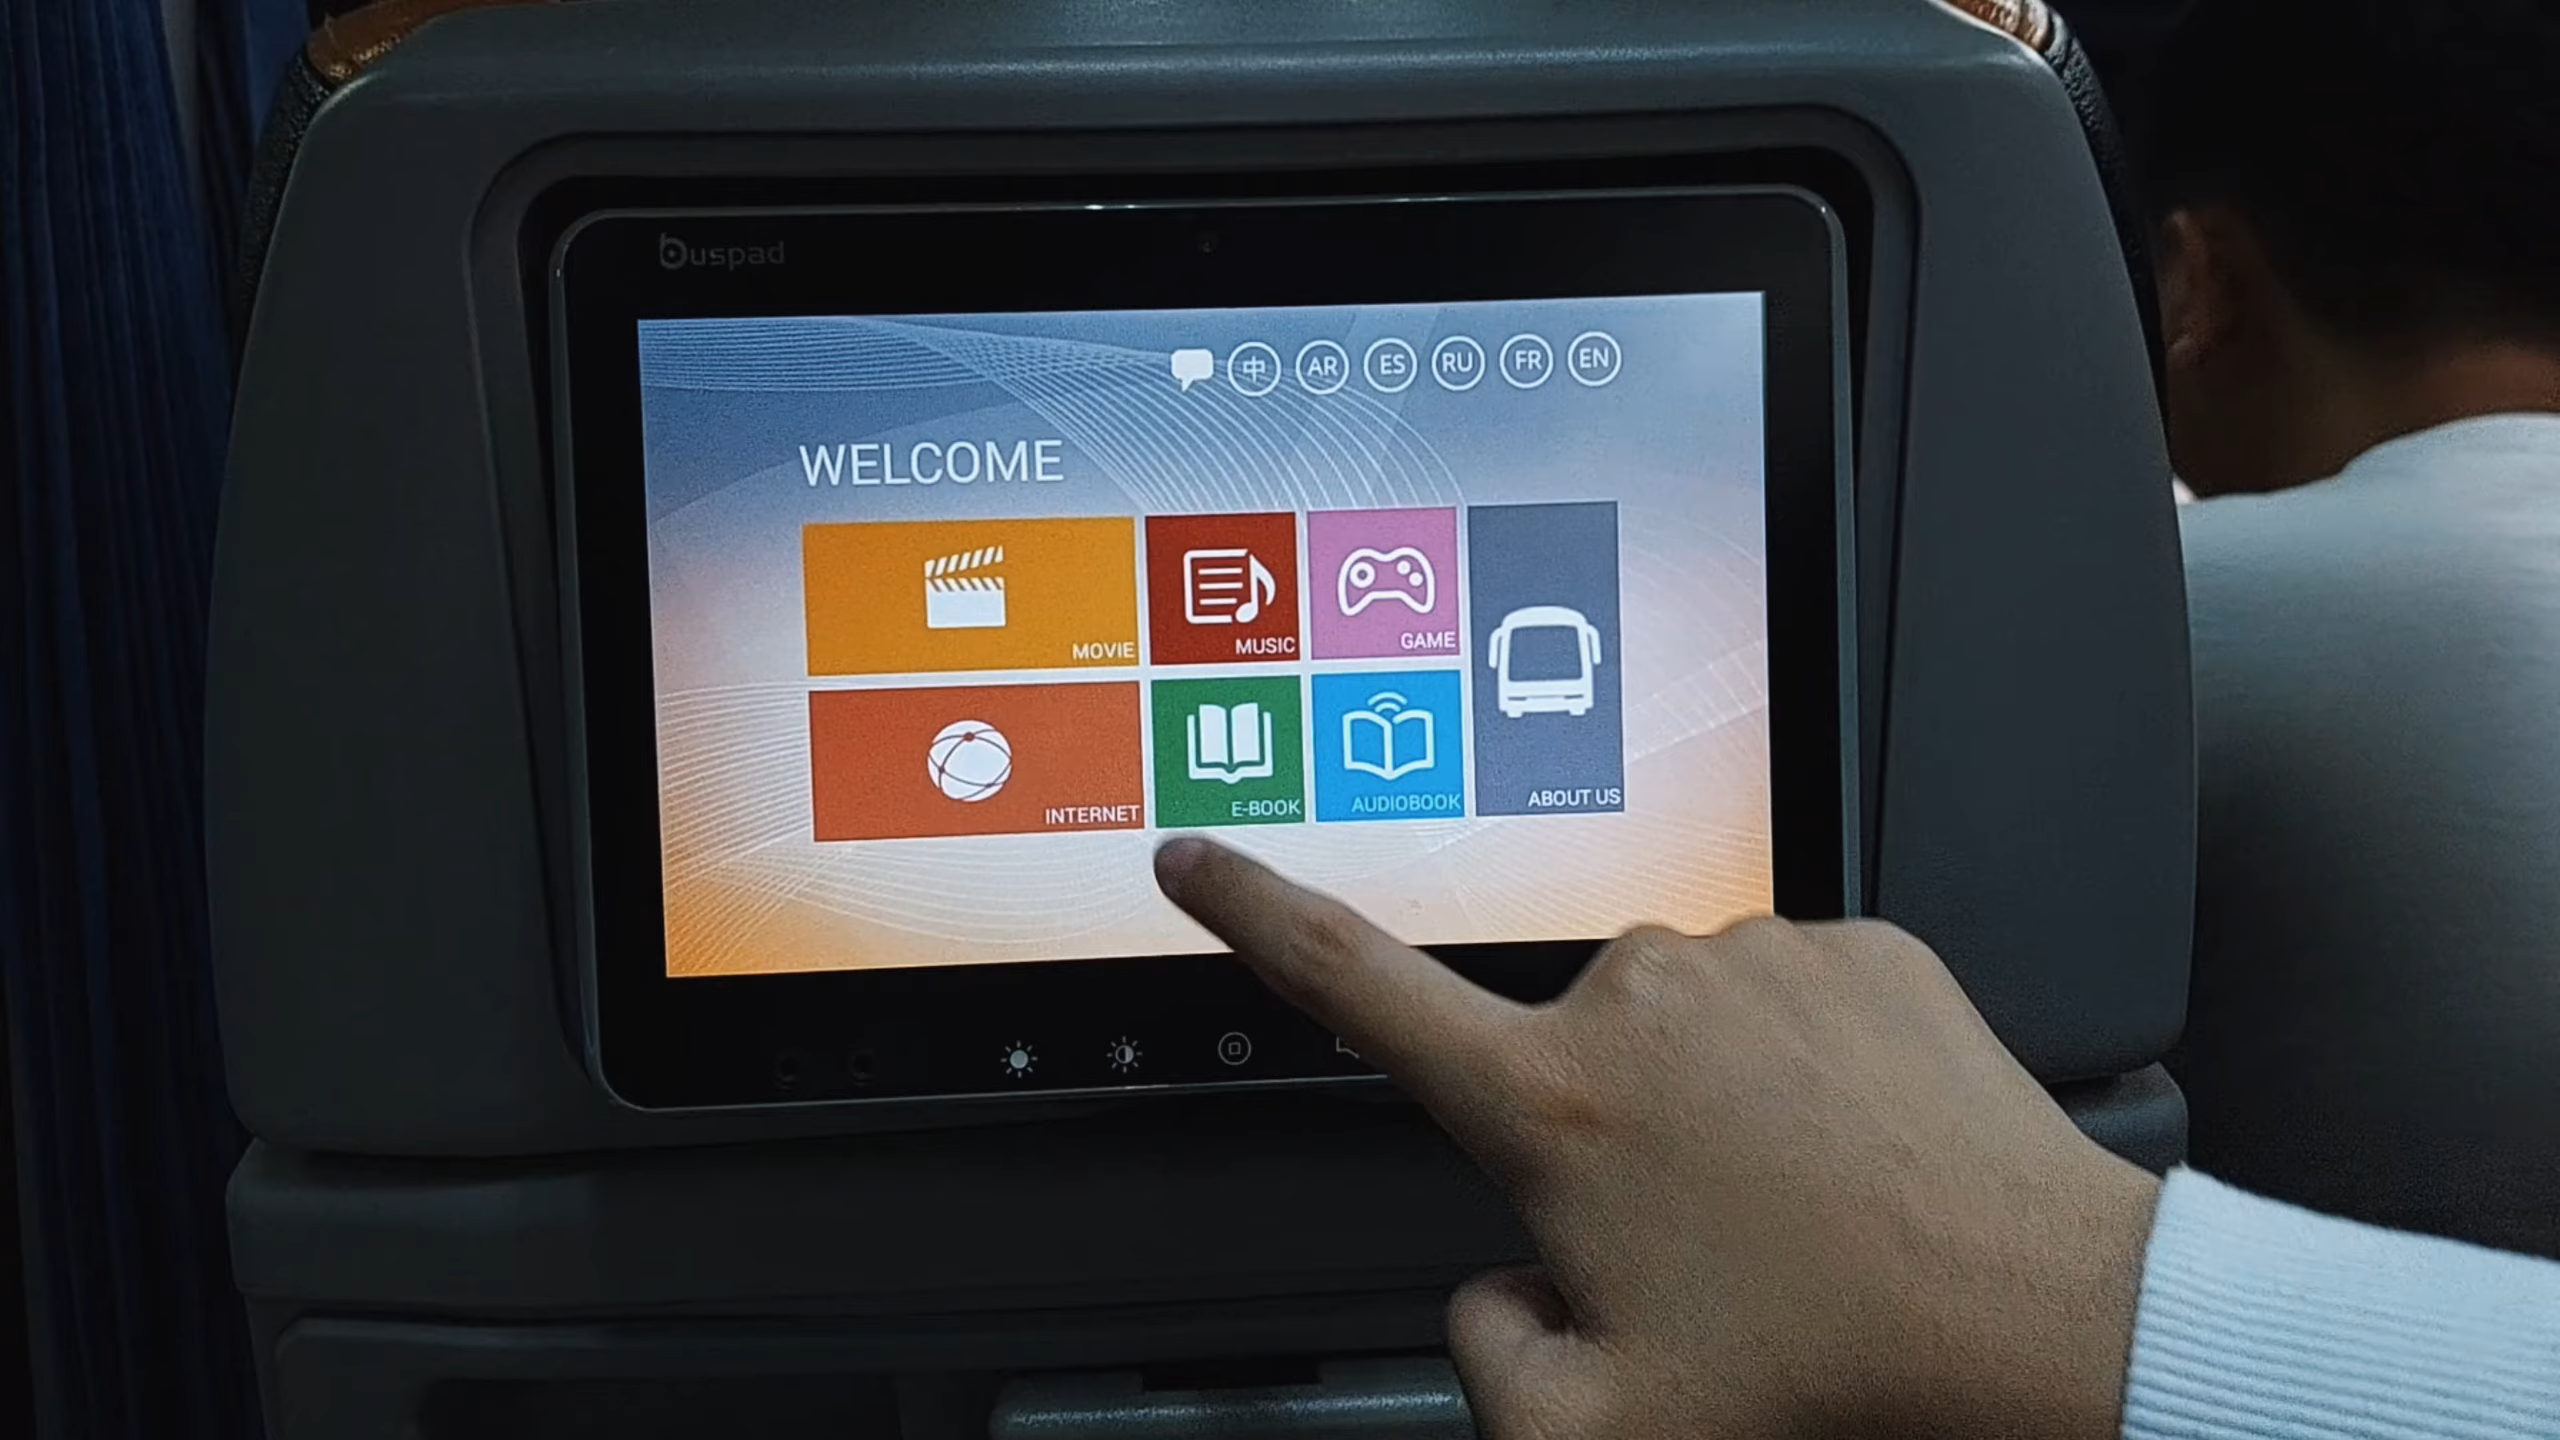 buspad
中 AR ES RU FR EN
WELCOME
MOVIE
MUSIC
GAME
INTERNET
E-BOOK
AUDIOBOOK
ABOUT US